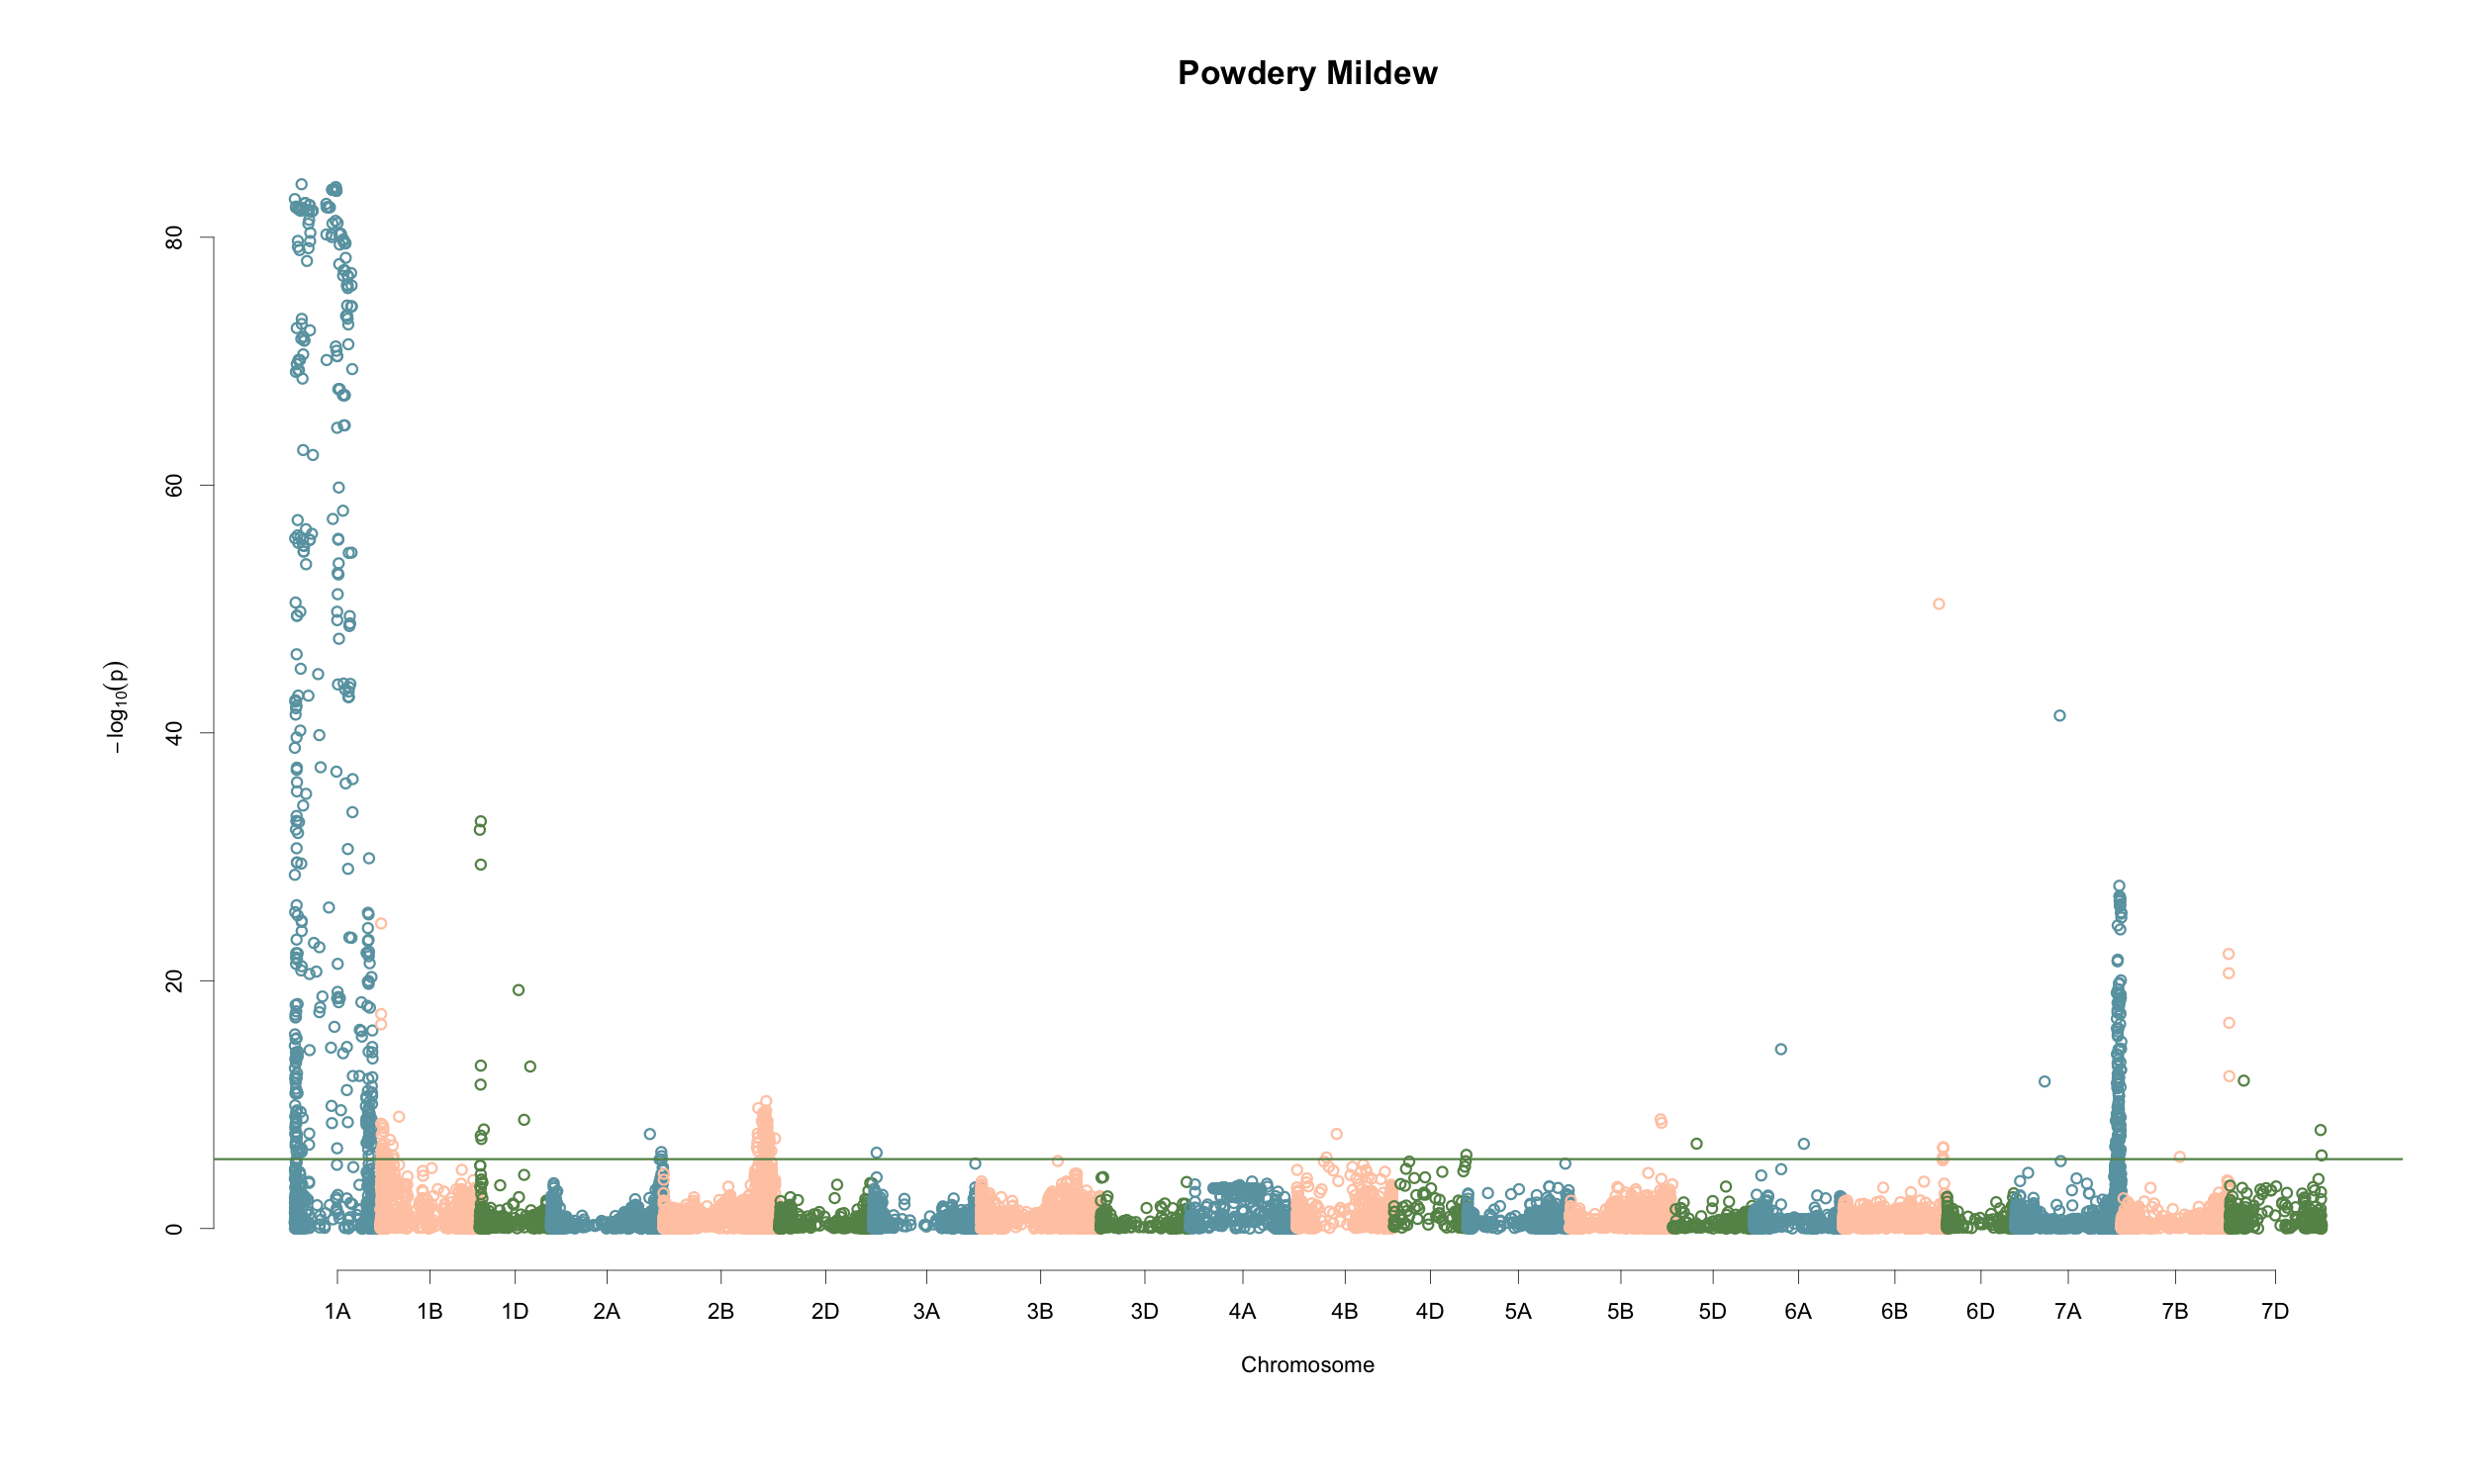 Powdery Mildew
80
60
40
20
0
−log10(p)
1A 1B 1D 2A 2B 2D 3A 3B 3D 4A 4B 4D 5A 5B 5D 6A 6B 6D 7A 7B 7D
Chromosome